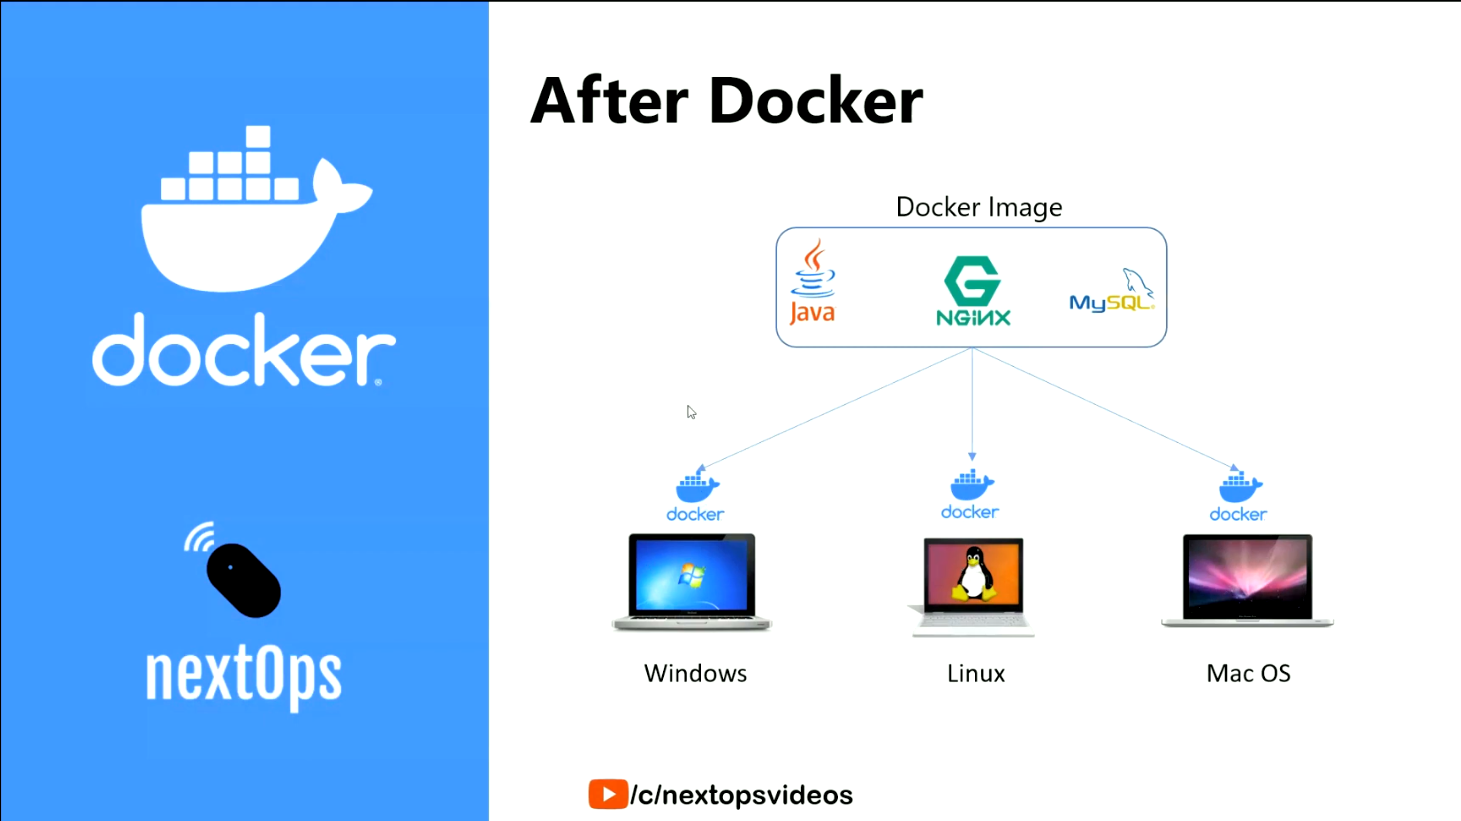 docker
nextOps
After Docker
Docker Image
Java
NGiNX
MySQL
docker
docker
docker
Windows
Linux
Mac OS
/c/nextopsvideos